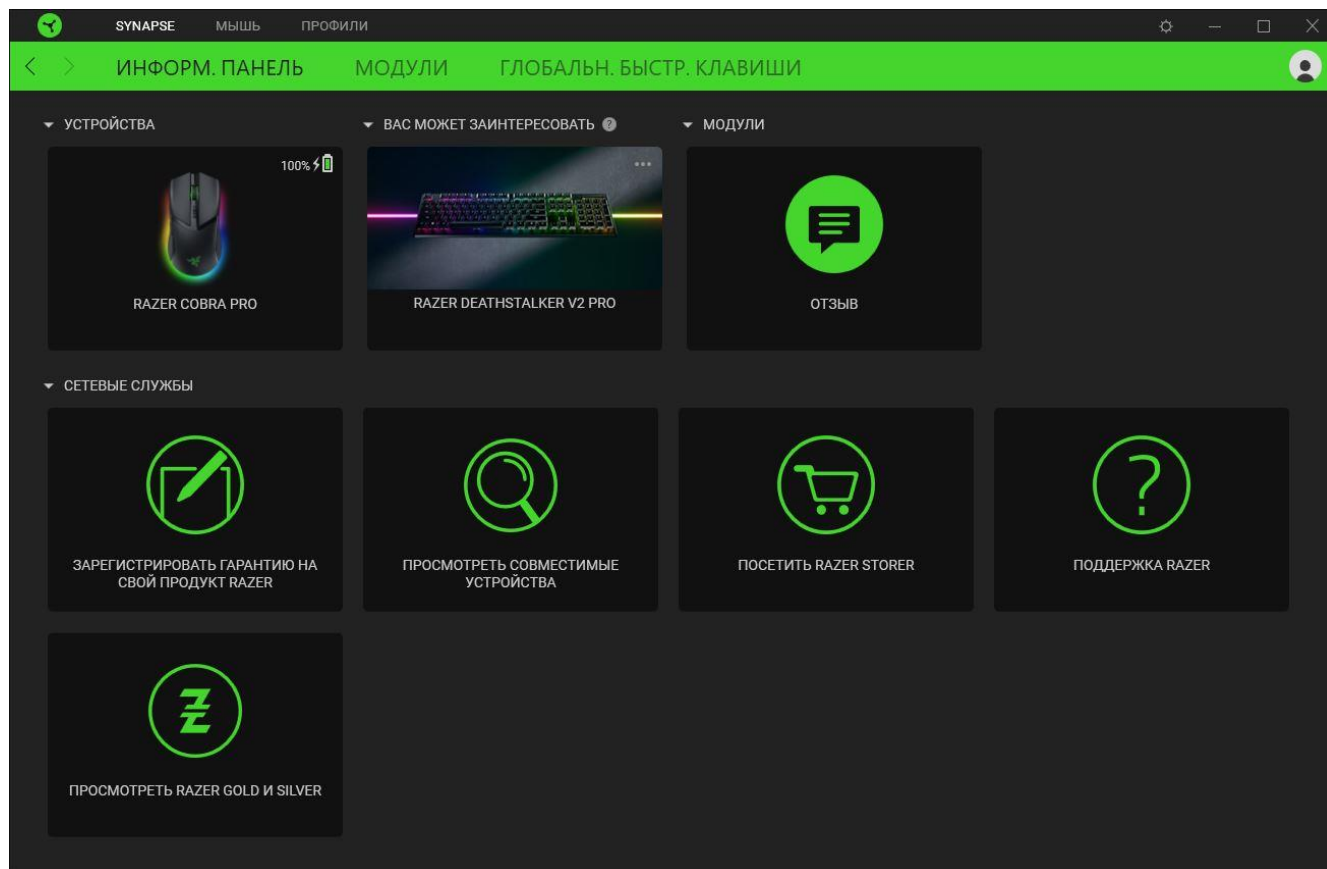 SYNAPSE МЫШЬ ПРОФИЛИ
ИНФОРМ. ПАНЕЛЬ МОДУЛИ ГЛОБАЛЬН. БЫСТР. КЛАВИШИ
УСТРОЙСТВА ВАС МОЖЕТ ЗАИНТЕРЕСОВАТЬ ? МОДУЛИ
100%
RAZER COBRA PRO RAZER DEATHSTALKER V2 PRO ОТЗЫВ
СЕТЕВЫЕ СЛУЖБЫ
ЗАРЕГИСТРИРОВАТЬ ГАРАНТИЮ НА
СВОЙ ПРОДУКТ RAZER
ПРОСМОТРЕТЬ СОВМЕСТИМЫЕ
УСТРОЙСТВА
ПОСЕТИТЬ RAZER STORER
ПОДДЕРЖКА RAZER
ПРОСМОТРЕТЬ RAZER GOLD И SILVER